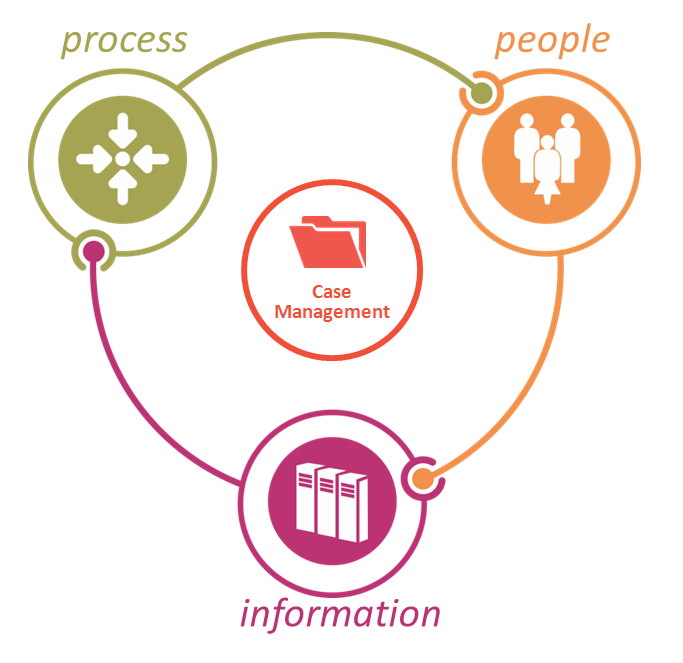 process
people
Case
Management
information